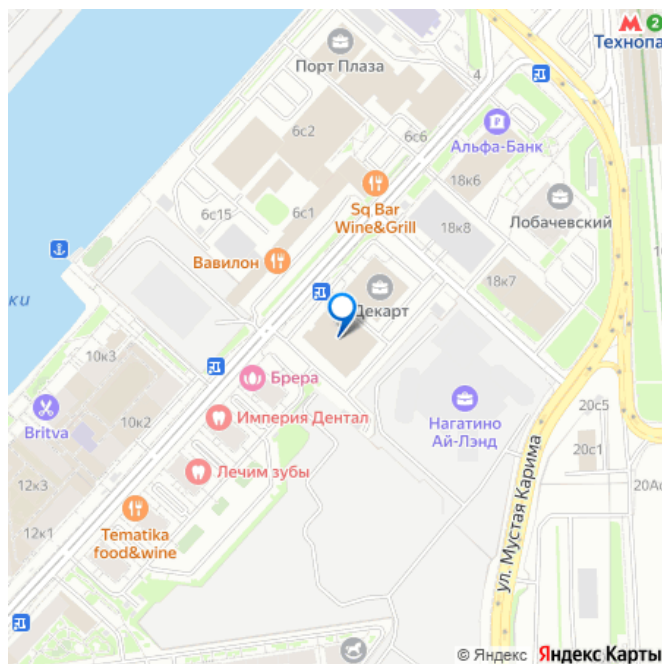 2
Технопа
Порт Плаза
4
6с2
6с6
Альфа-Банк
18к6
Sq Bar
Wine&Grill
6с15
6с1
18к8
Лобачевский
Вавилон
18к7
ки
Декарт
10к3
Брера
Britva
10к2
Империя Дентал
Нагатино
Ай-Лэнд
20с5
20с1
Лечим зубы
12к3
20Ас
Tematika
food&wine
12к1
ул. Мустая Карима
© Яндекс Яндекс Карты